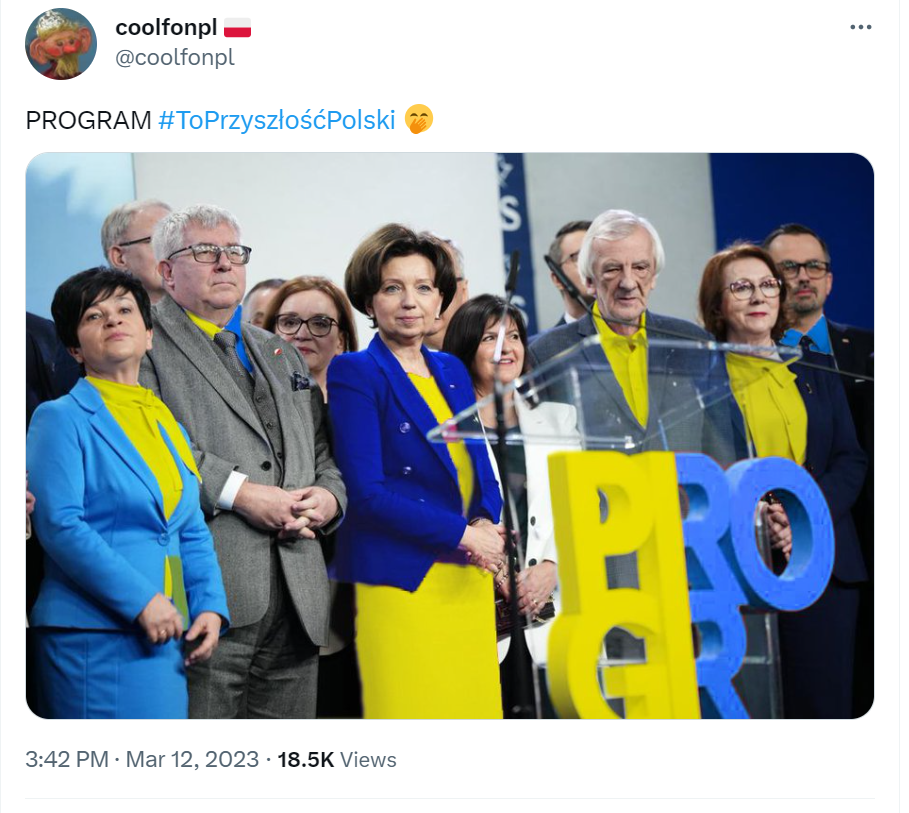 coolfonpl
@coolfonpl
PROGRAM #ToPrzyszłośćPolski
S
S
PRO
GR
3:42 PM · Mar 12, 2023 · 18.5K Views